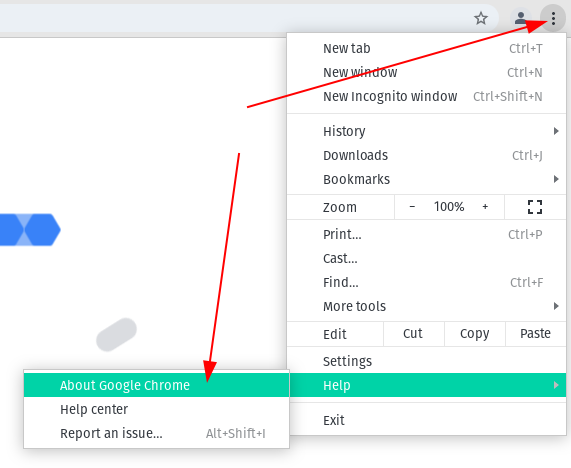 New tab Ctrl+T
New window Ctrl+N
New Incognito window Ctrl+Shift+N
History
Downloads Ctrl+J
Bookmarks
Zoom − 100% +
Print... Ctrl+P
Cast...
Find... Ctrl+F
More tools
Edit Cut Copy Paste
Settings
Help
Exit
About Google Chrome
Help center
Report an issue... Alt+Shift+I